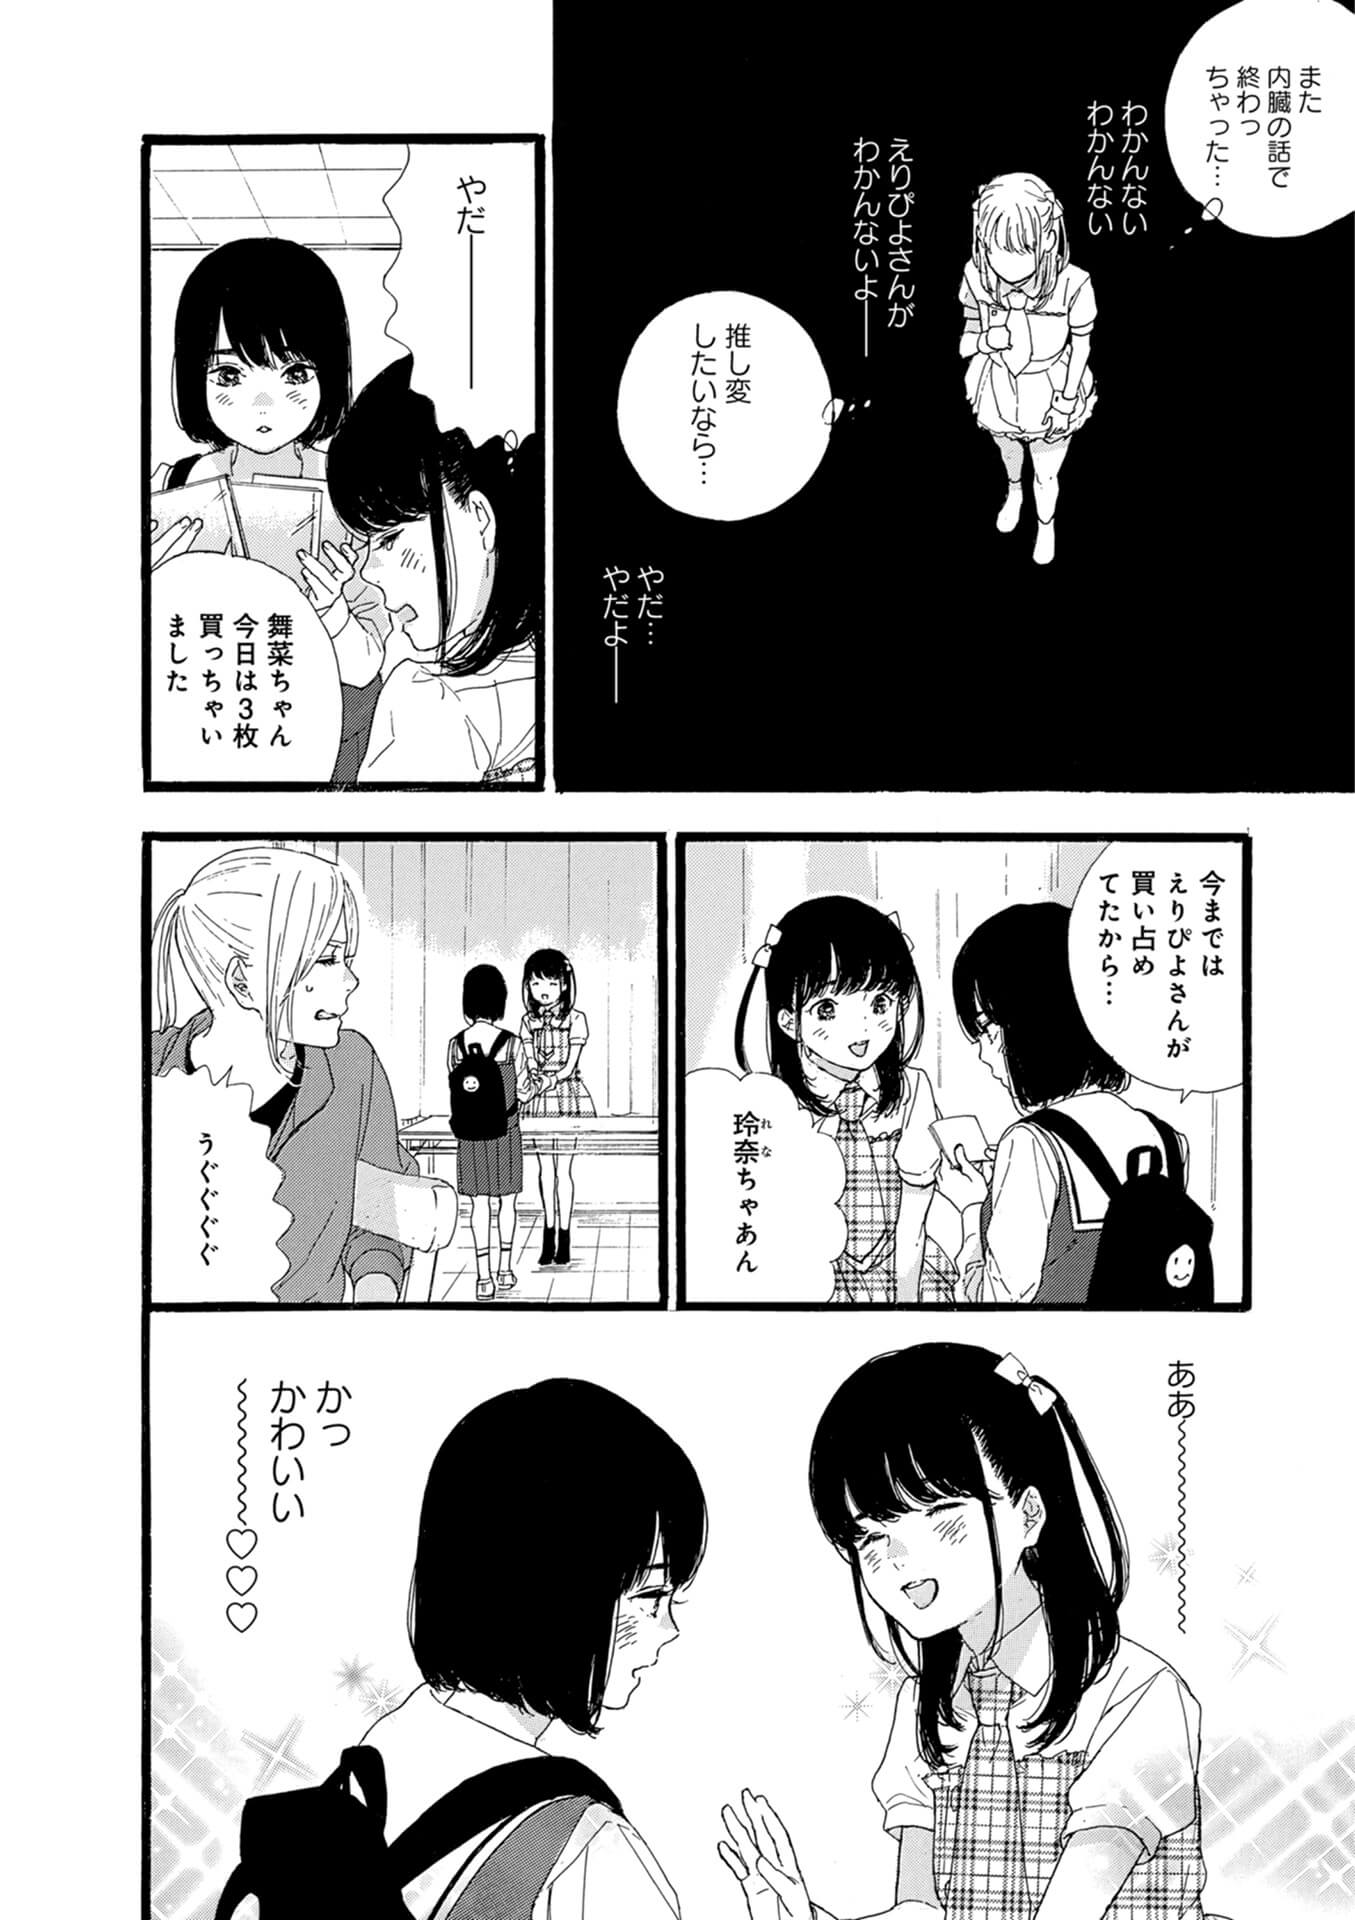 また
内臓の話で
終わっ
ちゃった…
わかんない
わかんない
えりぴよさんが
わかんないよ――
推し変
したいなら…
やだ…
やだよ――
やだ――
舞菜ちゃん
今日は3枚
買っちゃい
ました
今までは
えりぴよさんが
買い占め
てたから…
玲奈ちゃあん
れな
うぐぐぐぐ
ああ〜〜〜〜
かっ
かわいい
〜〜〜〜♡♡♡